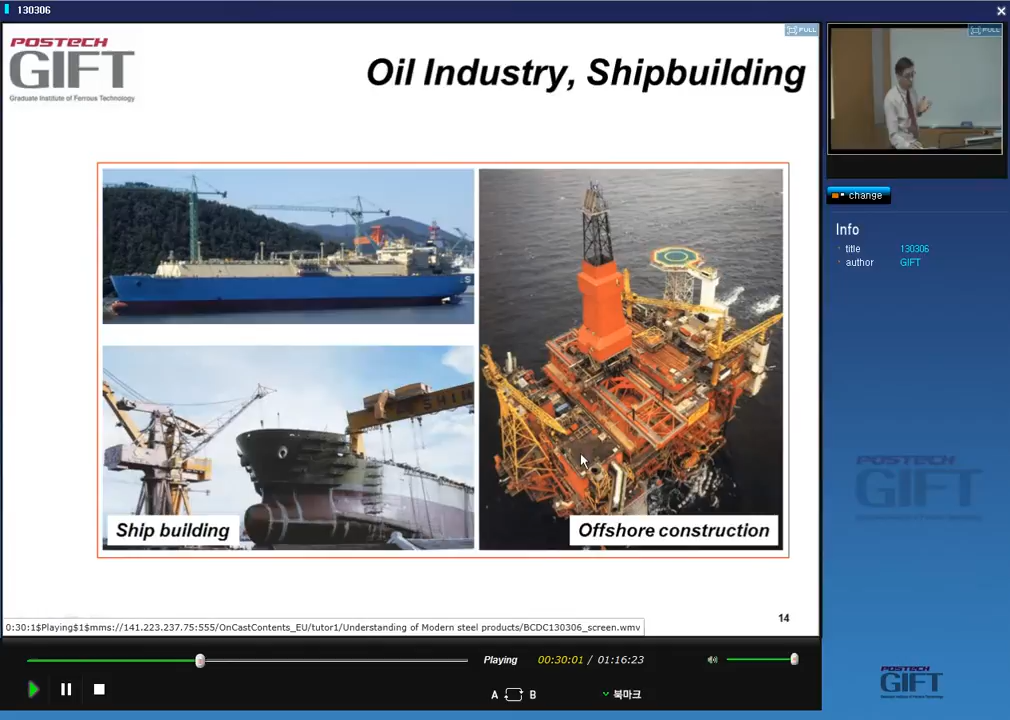 130306
FULL
POSTECH
GIFT
Graduate Institute of Ferrous Technology
Oil Industry, Shipbuilding
Ship building
Offshore construction
14
0:30:1$Playing$1$mms://141.223.237.75:555/OnCastContents_EU/tutor1/Understanding of Modern steel products/BCDC130306_screen.wmv
Playing
00:30:01 / 01:16:23
A B
북마크
FULL
change
Info
title 130306
author GIFT
POSTECH
GIFT
POSTECH
GIFT